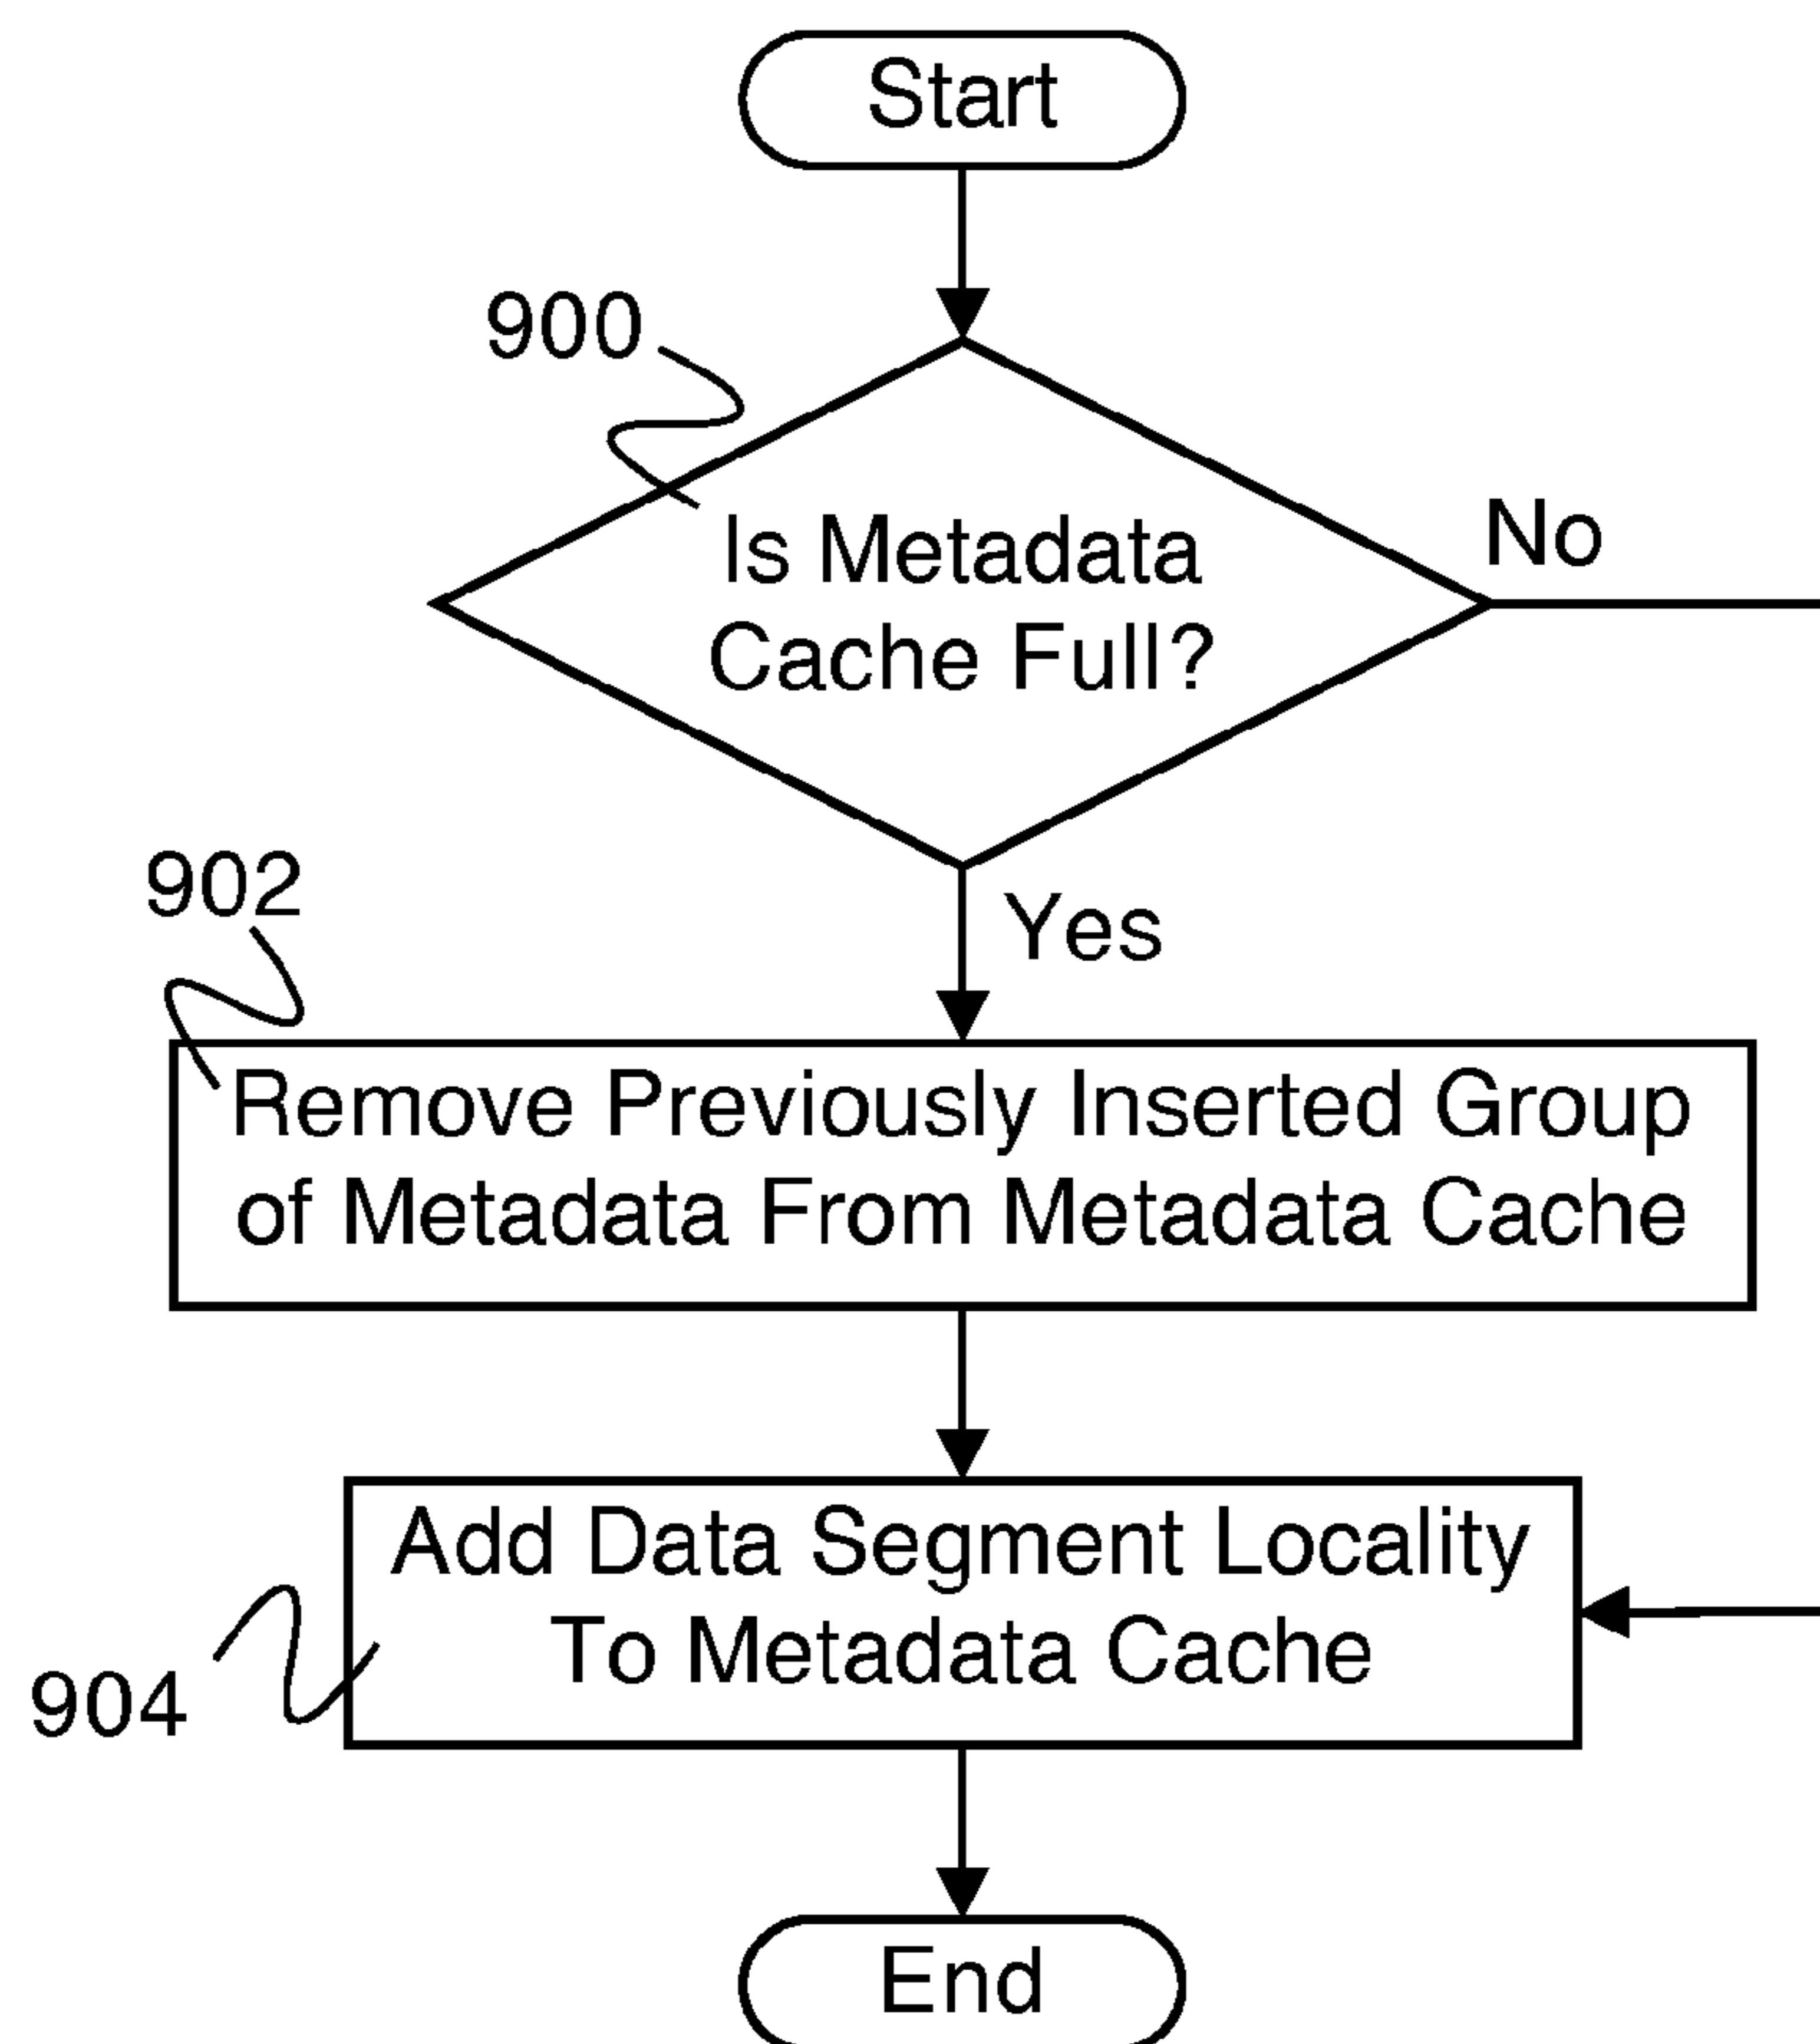 Start
900
Is Metadata
Cache Full?
No
902
Yes
Remove Previously Inserted Group
of Metadata From Metadata Cache
Add Data Segment Locality
To Metadata Cache
904
End